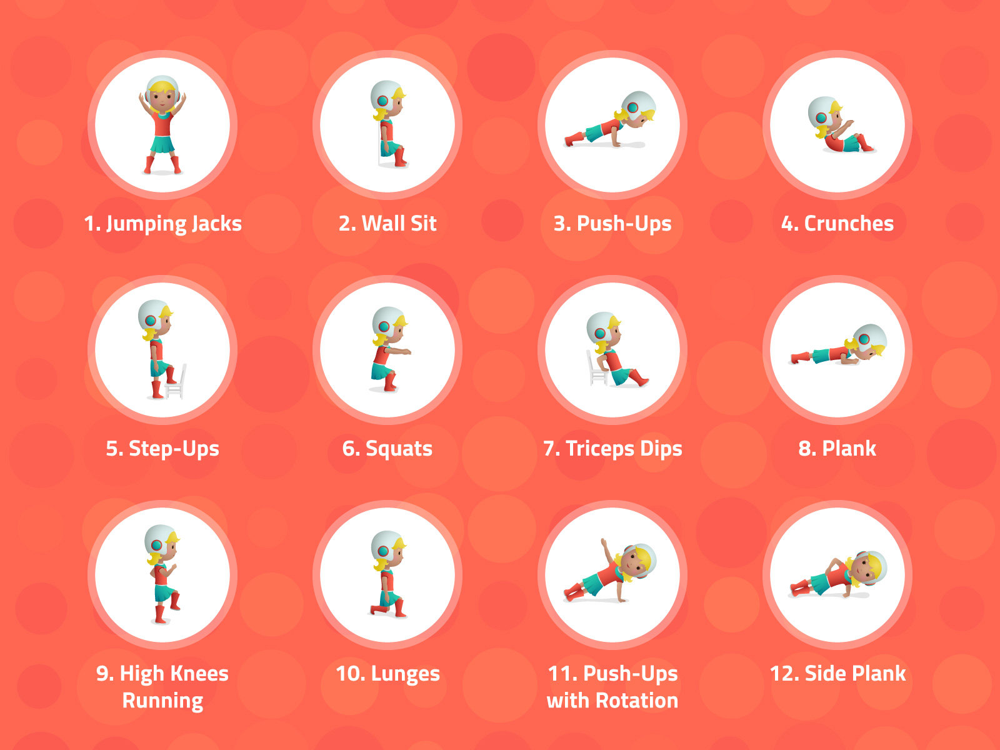 1. Jumping Jacks
2. Wall Sit
3. Push-Ups
4. Crunches
5. Step-Ups
6. Squats
7. Triceps Dips
8. Plank
9. High Knees
Running
10. Lunges
11. Push-Ups
with Rotation
12. Side Plank